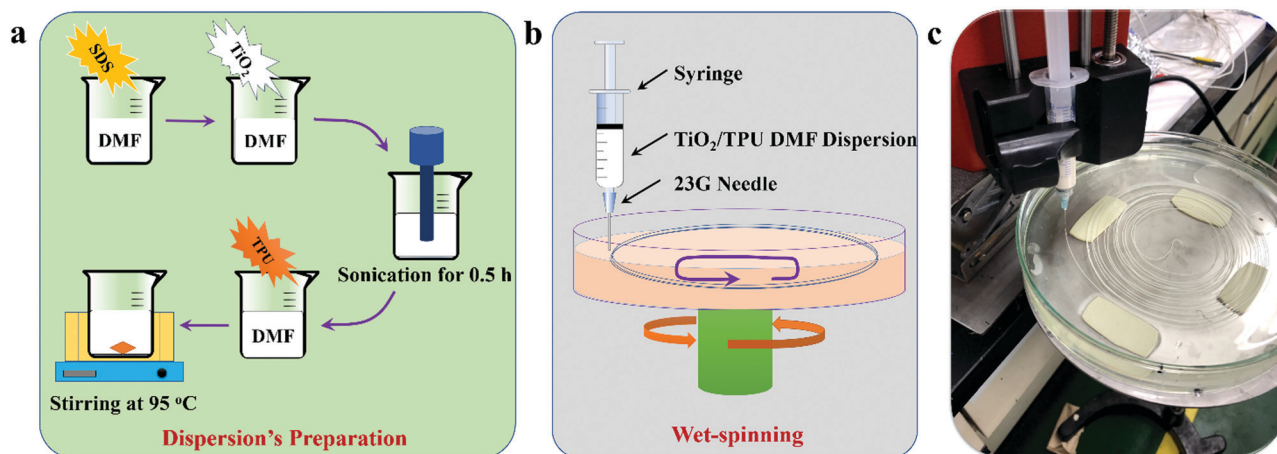 a
SDS
DMF
TiO₂
DMF
Sonication for 0.5 h
TPU
DMF
Stirring at 95 °C
Dispersion's Preparation
b
Syringe
TiO₂/TPU DMF Dispersion
23G Needle
Wet-spinning
c